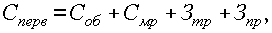 Сперв = Соб + Смр + Зтр + Зпр,